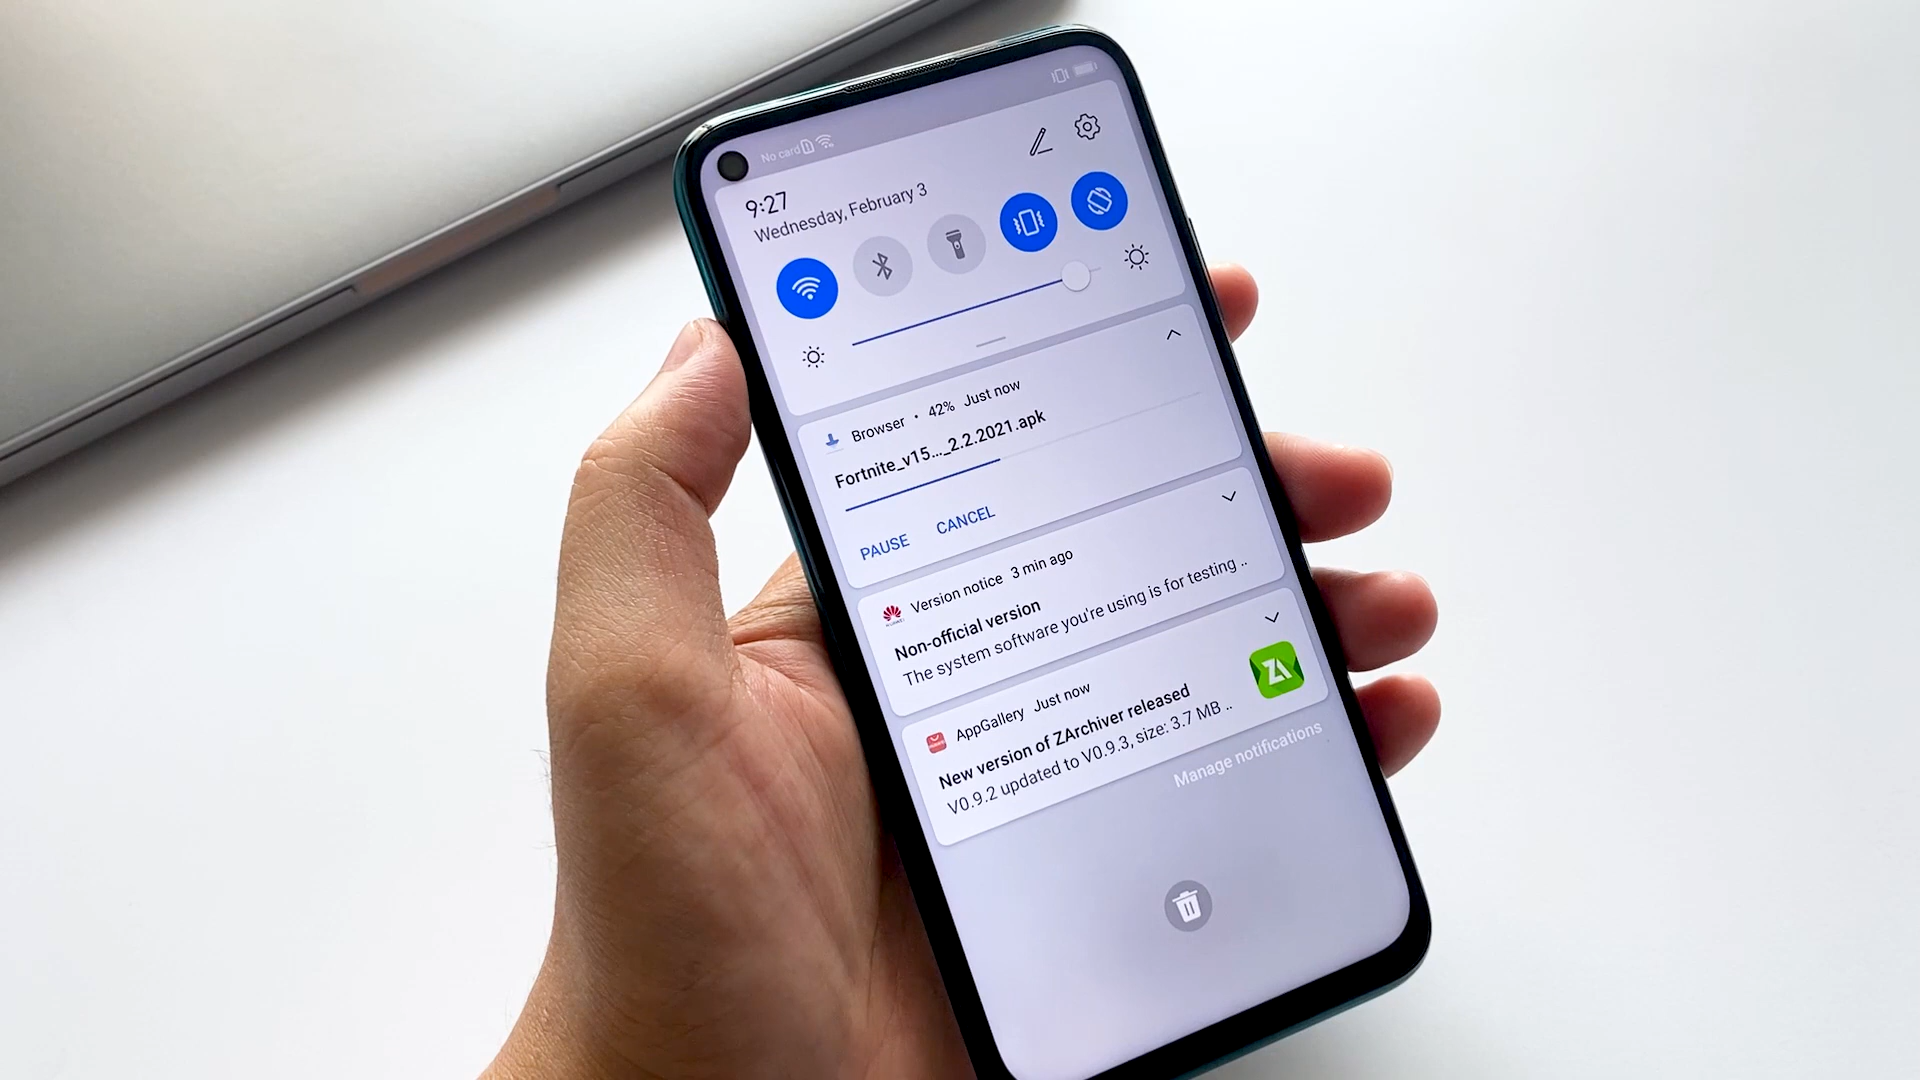 No card
9:27
Wednesday, February 3
Browser • 42% Just now
Fortnite_v15..._2.2.2021.apk
PAUSE CANCEL
Version notice 3 min ago
Non-official version
The system software you're using is for testing ..
AppGallery Just now
New version of ZArchiver released
V0.9.2 updated to V0.9.3, size: 3.7 MB ..
ZA
Manage notifications